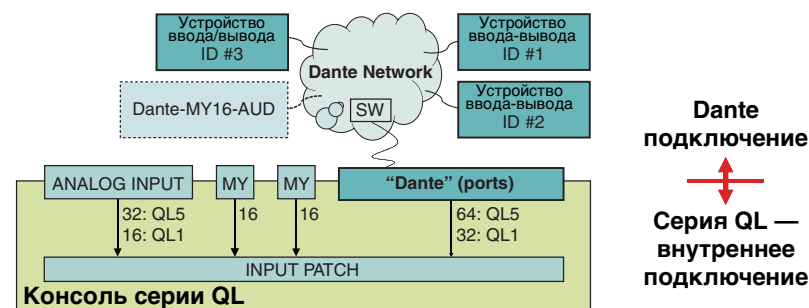 Устройство
ввода/вывода
ID #3
Устройство
ввода-вывода
ID #1
Dante Network
Dante-MY16-AUD
SW
Устройство
ввода-вывода
ID #2
Dante
подключение
ANALOG INPUT
MY
MY
“Dante” (ports)
32: QL5
16: QL1
16
16
64: QL5
32: QL1
Серия QL —
внутреннее
подключение
INPUT PATCH
Консоль серии QL